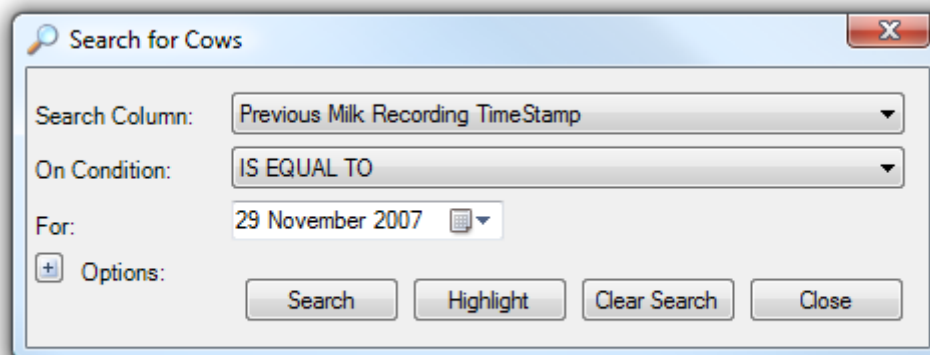 Search for Cows
Search Column: Previous Milk Recording TimeStamp
On Condition: IS EQUAL TO
For: 29 November 2007
Options:
Search Highlight Clear Search Close